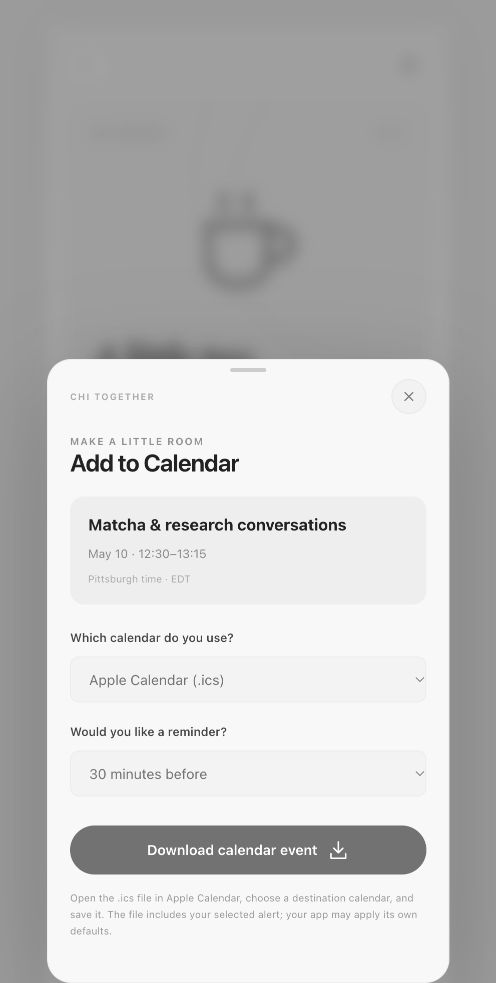 CHI TOGETHER
MAKE A LITTLE ROOM
Add to Calendar
Matcha & research conversations
May 10 · 12:30–13:15
Pittsburgh time · EDT
Which calendar do you use?
Apple Calendar (.ics)
Would you like a reminder?
30 minutes before
Download calendar event
Open the .ics file in Apple Calendar, choose a destination calendar, and
save it. The file includes your selected alert; your app may apply its own
defaults.